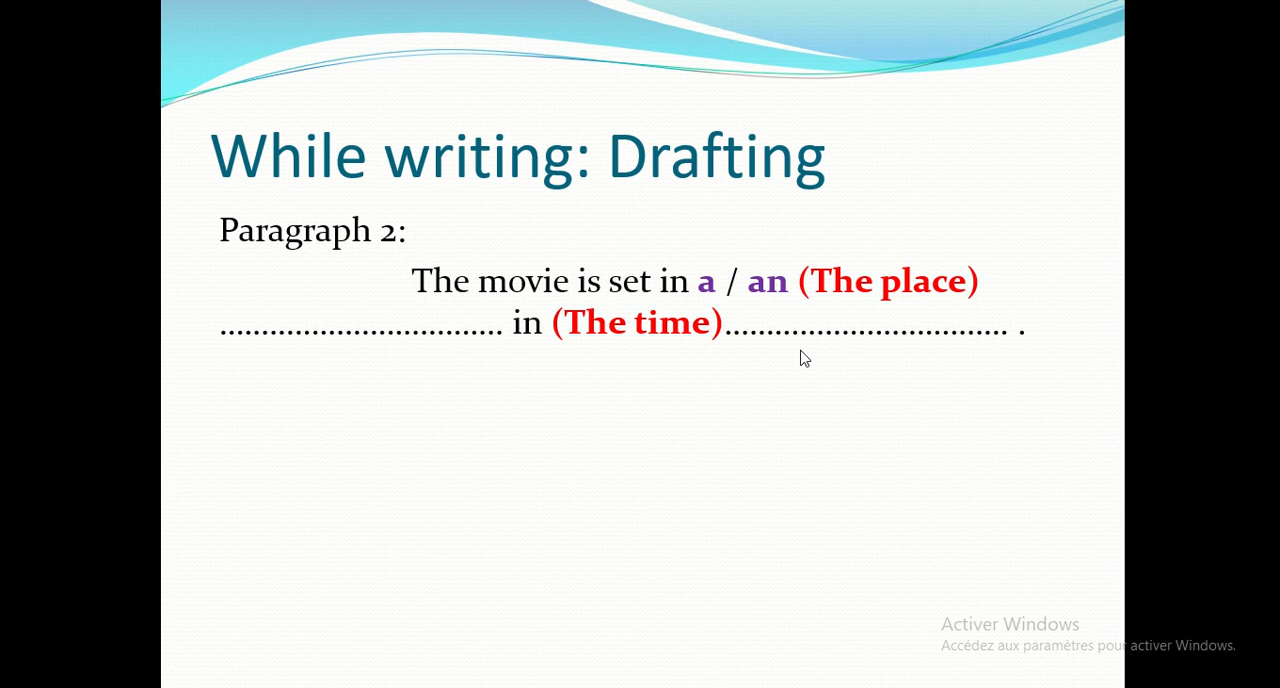 While writing: Drafting
Paragraph 2:
The movie is set in a / an (The place)
.................................. in (The time).................................. .
Activer Windows
Accédez aux paramètres pour activer Windows.